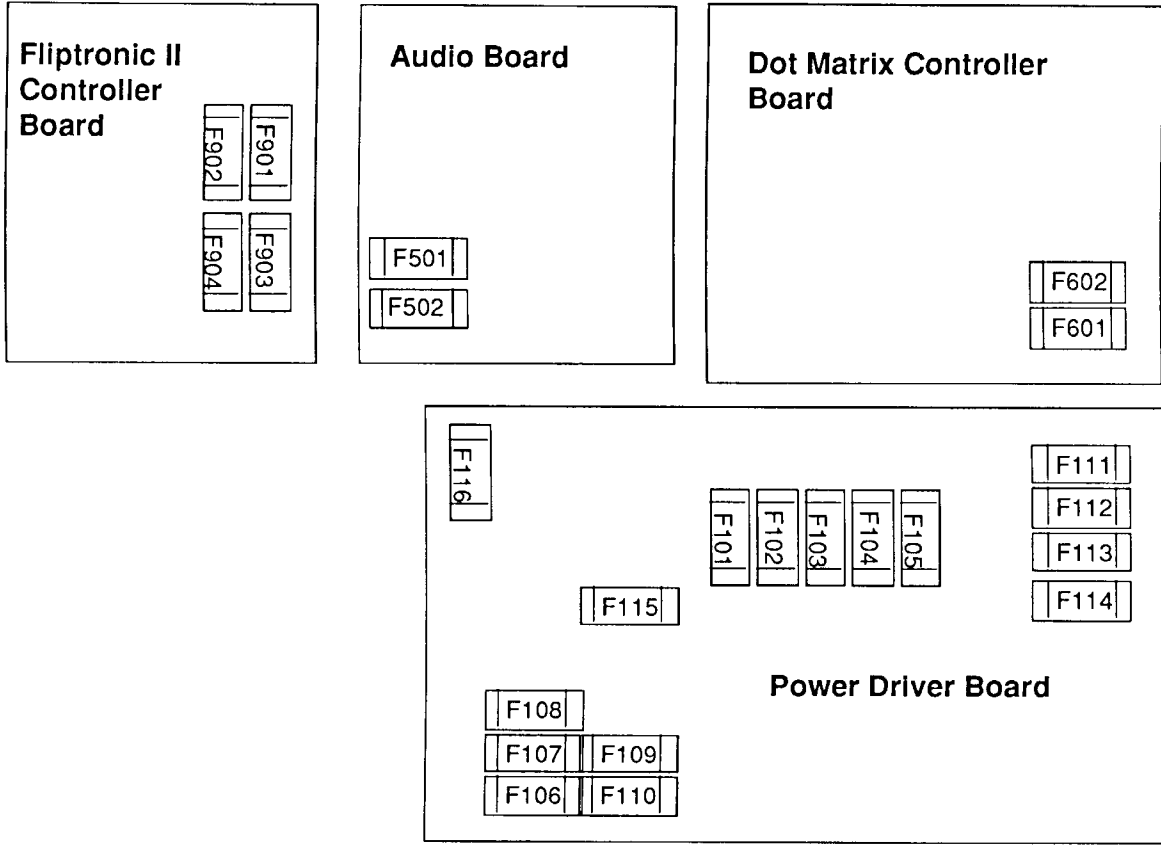 Fliptronic II
Controller
Board
F902
F901
F904
F903
Audio Board
F501
F502
Dot Matrix Controller
Board
F602
F601
F116
F101
F102
F103
F104
F105
F111
F112
F113
F114
F115
Power Driver Board
F108
F107
F109
F106
F110